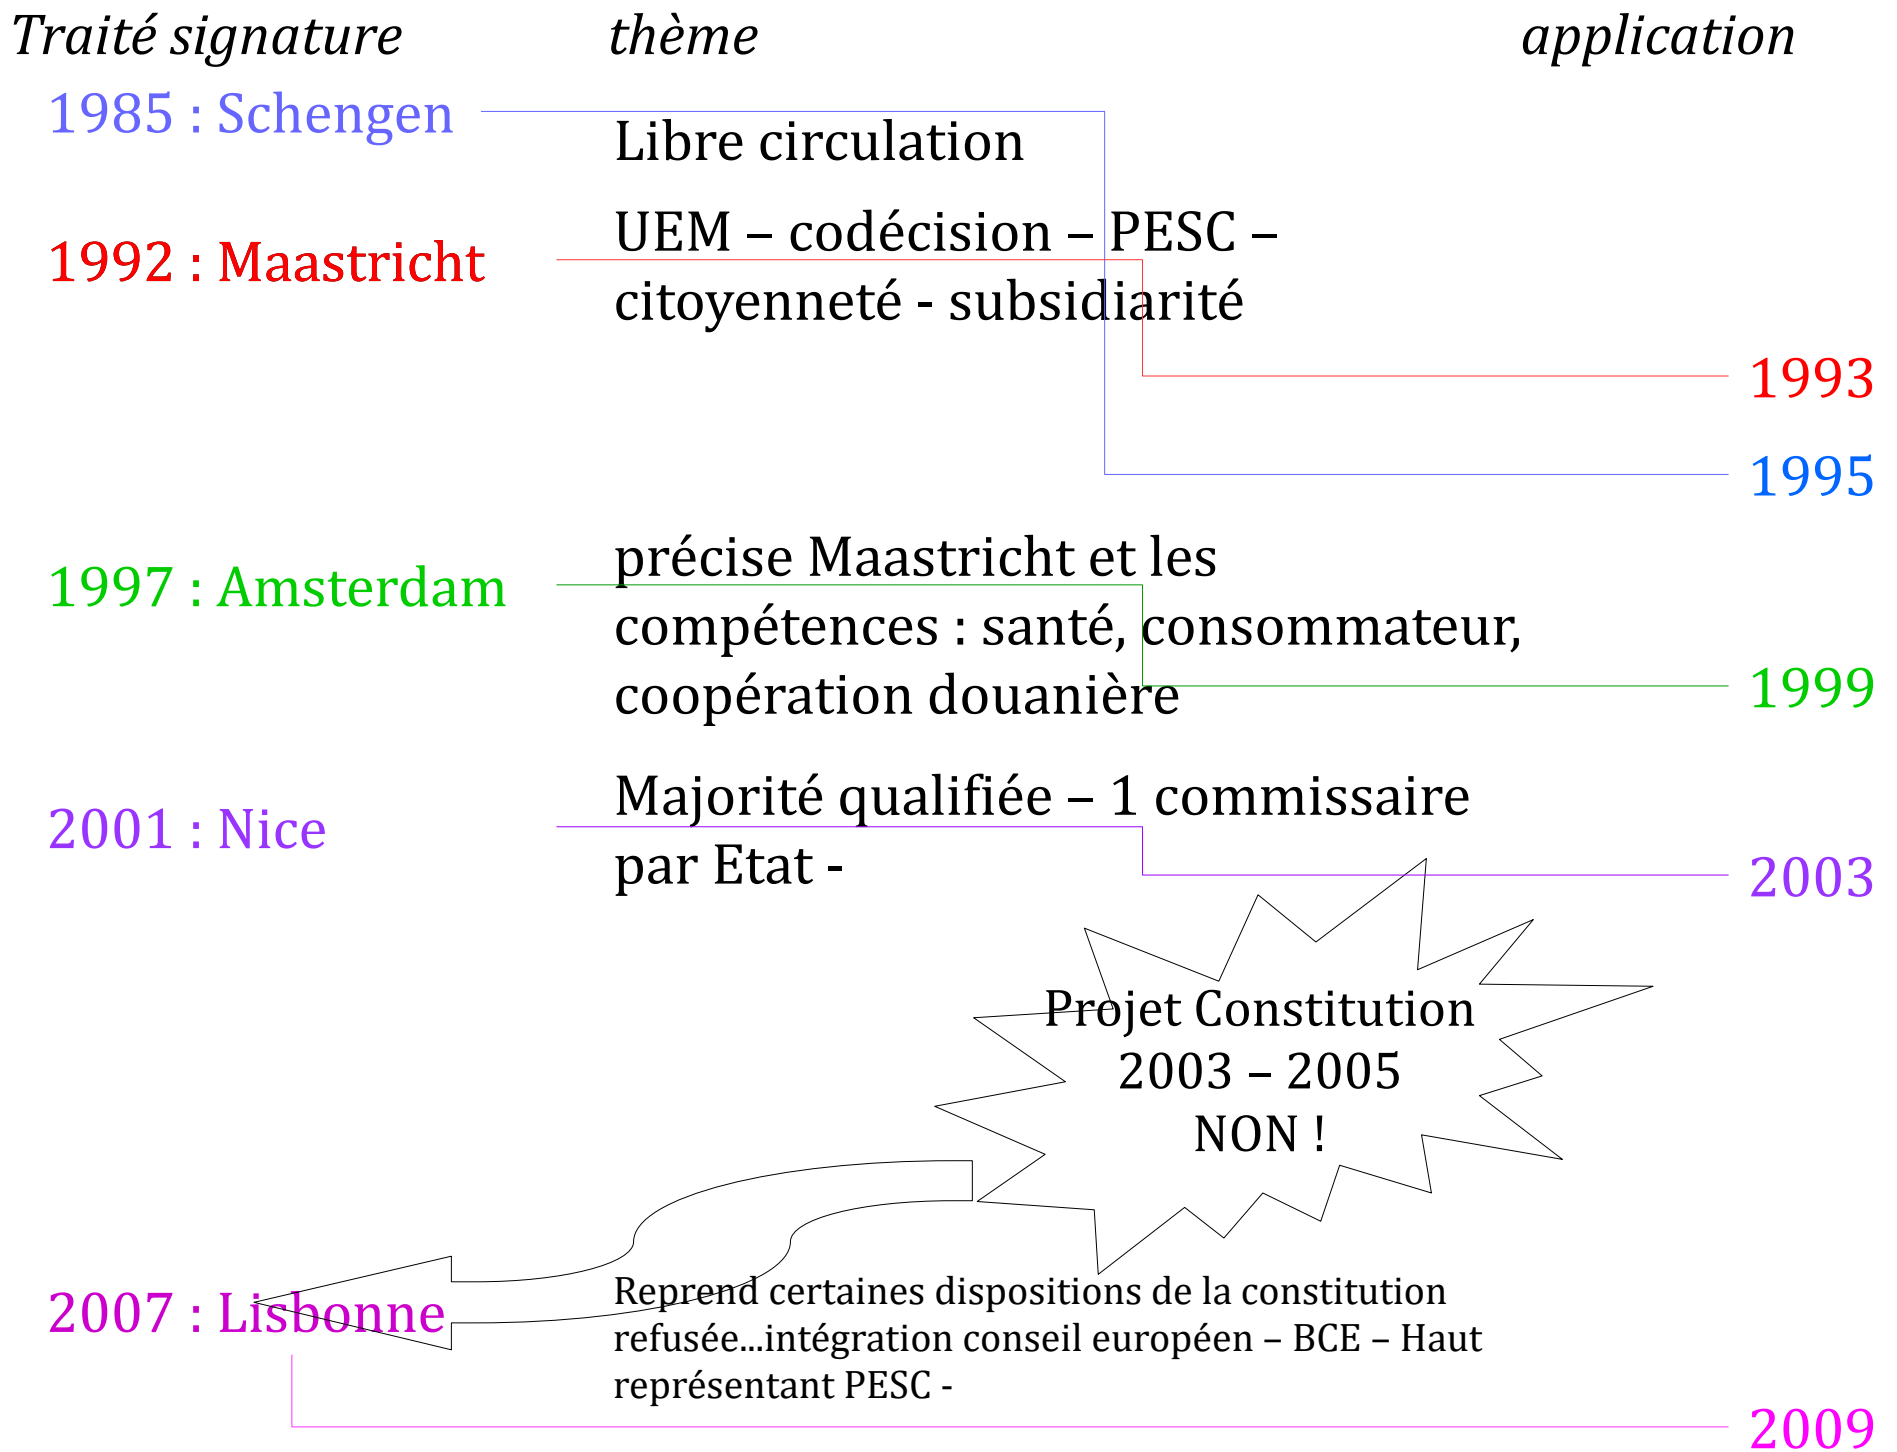 Traité signature thème application
1985 : Schengen
Libre circulation
1992 : Maastricht
UEM – codécision – PESC –
citoyenneté - subsidiarité
1993
1995
1997 : Amsterdam
précise Maastricht et les
compétences : santé, consommateur,
coopération douanière
1999
2001 : Nice
Majorité qualifiée – 1 commissaire
par Etat -
2003
Projet Constitution
2003 – 2005
NON !
2007 : Lisbonne
Reprend certaines dispositions de la constitution
refusée...intégration conseil européen – BCE – Haut
représentant PESC -
2009